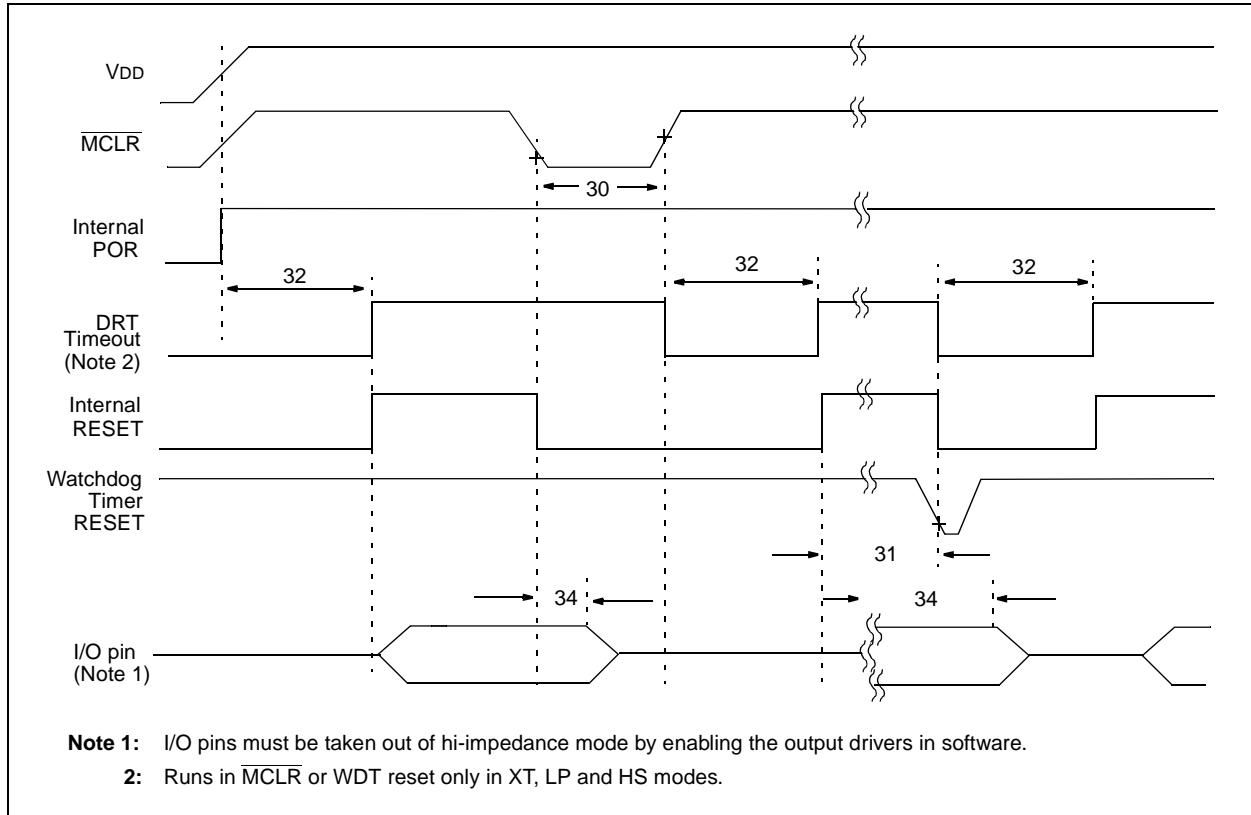 VDD
MCLR
30
Internal
POR
32
32
32
DRT
Timeout
(Note 2)
Internal
RESET
Watchdog
Timer
RESET
31
34
34
I/O pin
(Note 1)
Note 1: I/O pins must be taken out of hi-impedance mode by enabling the output drivers in software.
2: Runs in MCLR or WDT reset only in XT, LP and HS modes.